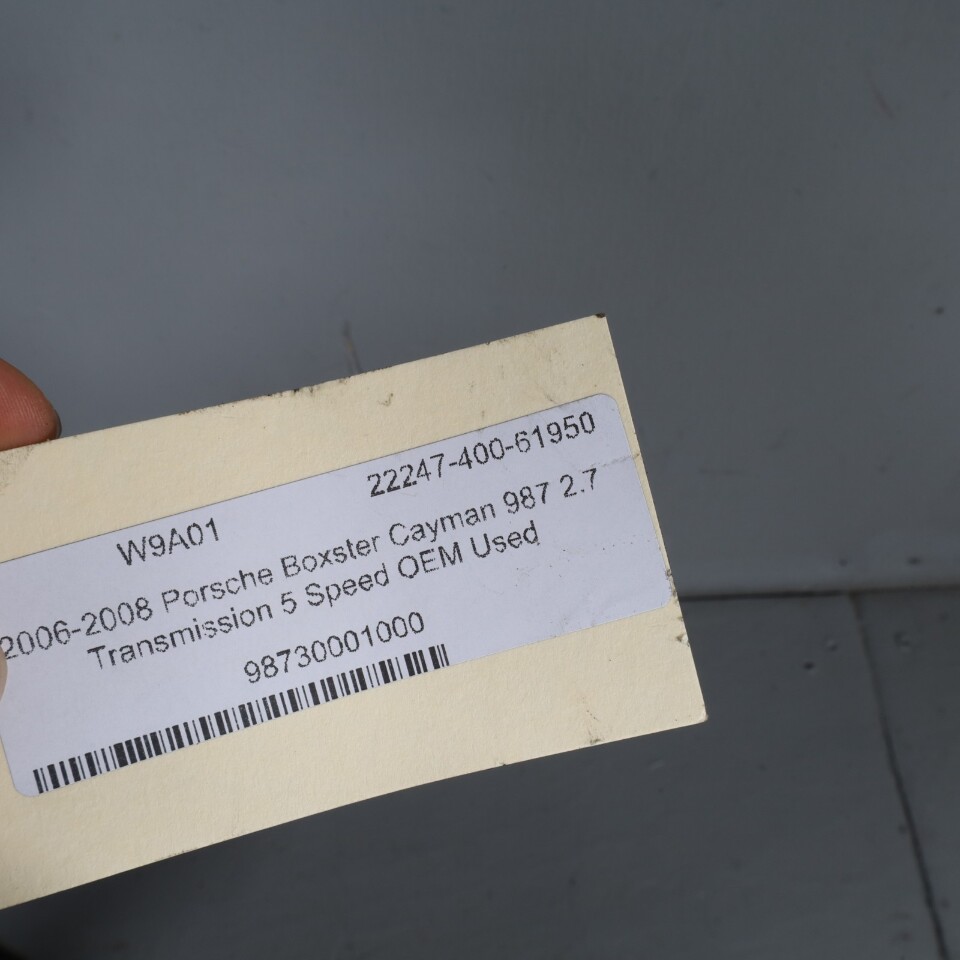 W9A01 22247-400-61950
2006-2008 Porsche Boxster Cayman 987 2.7
Transmission 5 Speed OEM Used
98730001000